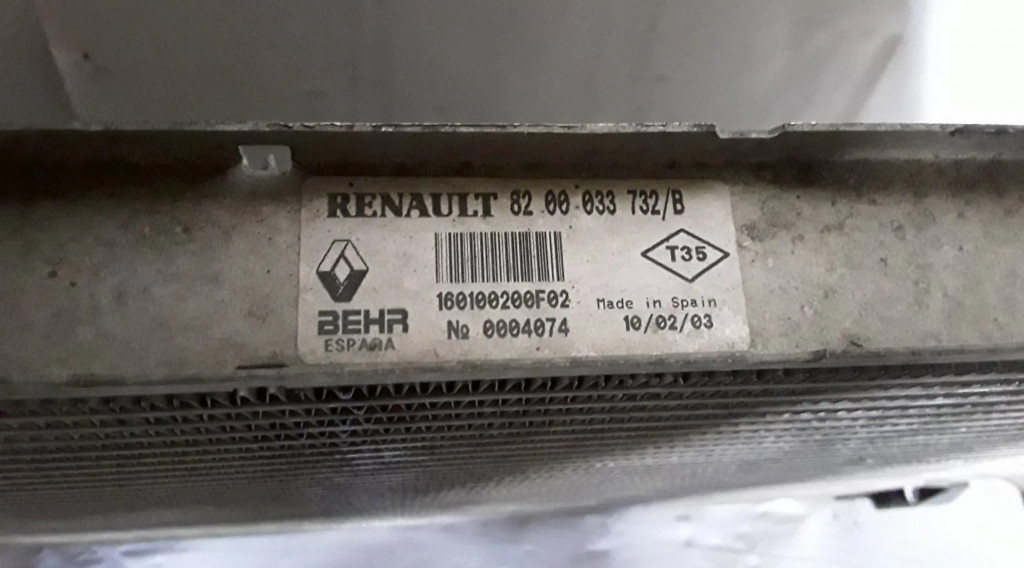 RENAULT 82 00 033 732/B
T35
160100200F02
BEHR
ESPAÑA
№ 0004074
Made in Spain
10/02/03